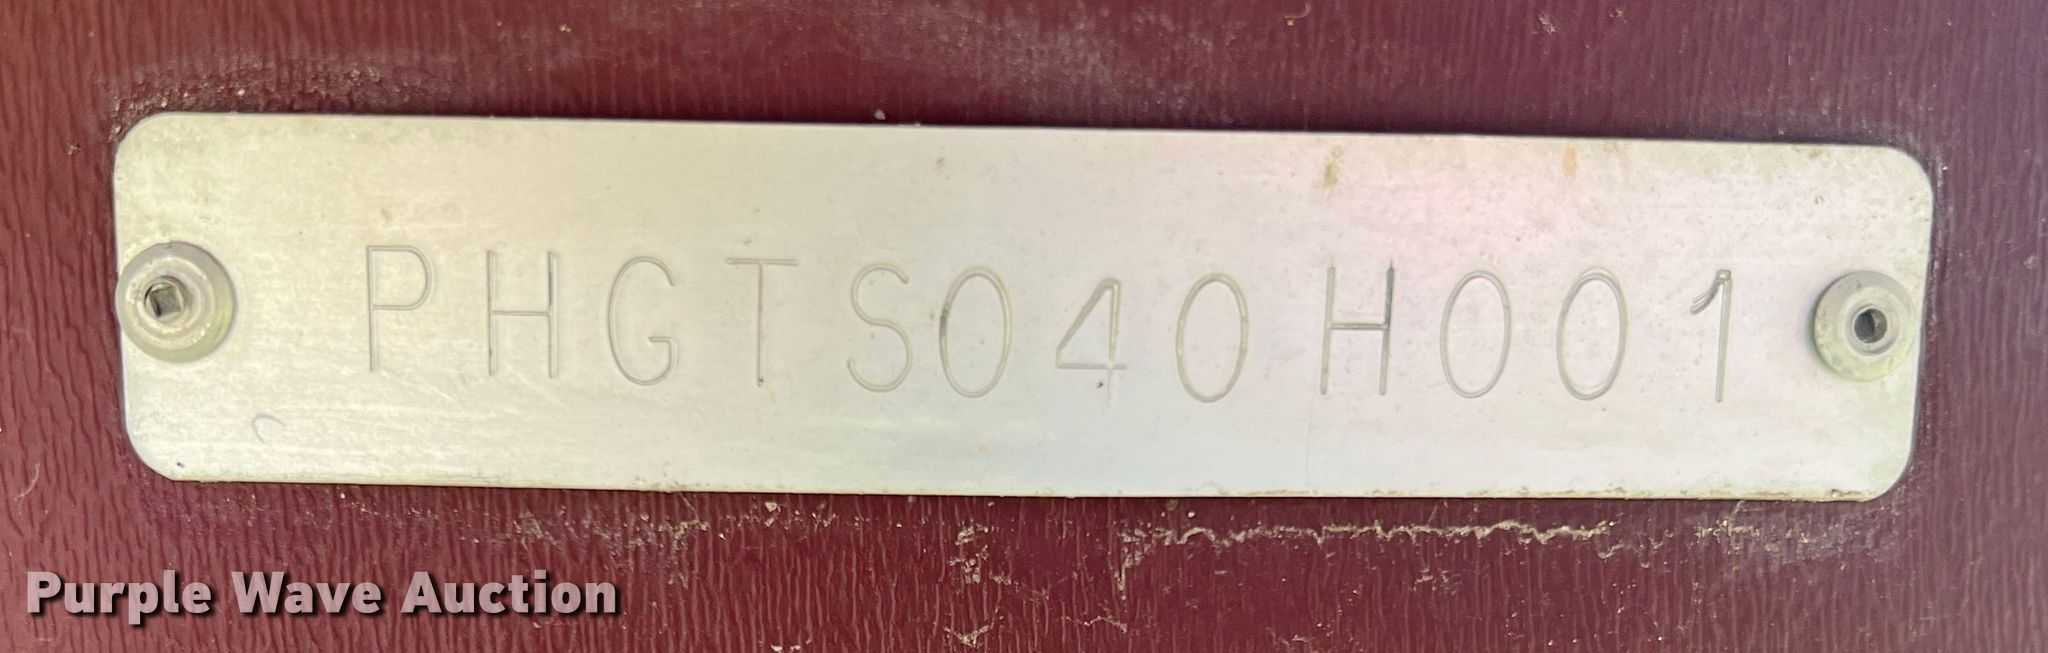 PHGTS040H001
Purple Wave Auction